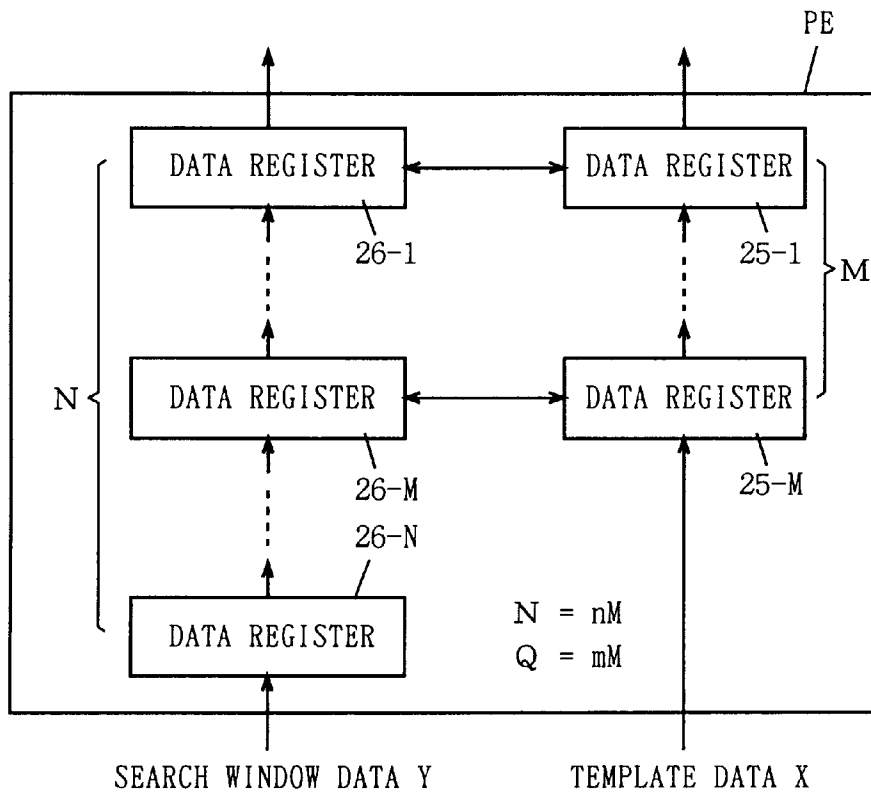 PE
DATA REGISTER
DATA REGISTER
26-1
25-1
M
N
DATA REGISTER
DATA REGISTER
26-M
25-M
26-N
DATA REGISTER
N = nM
Q = mM
SEARCH WINDOW DATA Y
TEMPLATE DATA X